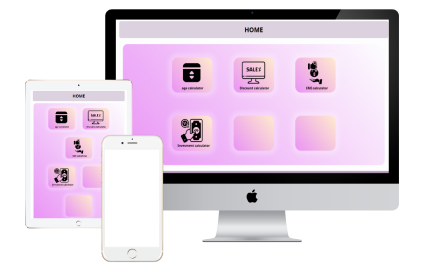 HOME
SALE!
age calculator
Discount calculator
EMI calculator
Investment calculator
HOME
SALE!
age calculator
Discount calculator
EMI calculator
Investment calculator